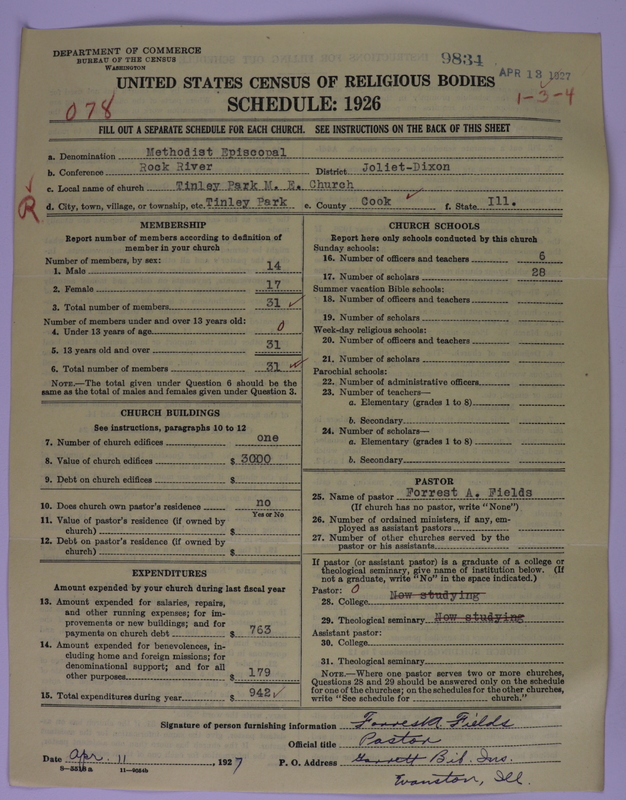 DEPARTMENT OF COMMERCE
BUREAU OF THE CENSUS
WASHINGTON
9834
APR 13 1927
UNITED STATES CENSUS OF RELIGIOUS BODIES
1-3-4
078
SCHEDULE: 1926
FILL OUT A SEPARATE SCHEDULE FOR EACH CHURCH. SEE INSTRUCTIONS ON THE BACK OF THIS SHEET
a. Denomination Methodist Episcopal
b. Conference Rock River District Joliet-Dixon
c. Local name of church Tinley Park M. E. Church
R
d. City, town, village, or township, etc. Tinley Park e. County Cook f. State Ill.
MEMBERSHIP
Report number of members according to definition of
member in your church
Number of members, by sex:
1. Male 14
2. Female 17
3. Total number of members 31
Number of members under and over 13 years old:
4. Under 13 years of age 0
5. 13 years old and over 31
6. Total number of members 31
NOTE.—The total given under Question 6 should be the
same as the total of males and females given under Question 3.
CHURCH BUILDINGS
See instructions, paragraphs 10 to 12
7. Number of church edifices one
8. Value of church edifices $ 3000
9. Debt on church edifices $
10. Does church own pastor's residence no
Yes or No
11. Value of pastor's residence (if owned by
church) $
12. Debt on pastor's residence (if owned by
church) $
EXPENDITURES
Amount expended by your church during last fiscal year
13. Amount expended for salaries, repairs,
and other running expenses; for im-
provements or new buildings; and for
payments on church debt $ 763
14. Amount expended for benevolences, in-
cluding home and foreign missions; for
denominational support; and for all
other purposes $ 179
15. Total expenditures during year $ 942
CHURCH SCHOOLS
Report here only schools conducted by this church
Sunday schools:
16. Number of officers and teachers 6
17. Number of scholars 28
Summer vacation Bible schools:
18. Number of officers and teachers
19. Number of scholars
Week-day religious schools:
20. Number of officers and teachers
21. Number of scholars
Parochial schools:
22. Number of administrative officers
23. Number of teachers—
a. Elementary (grades 1 to 8)
b. Secondary
24. Number of scholars—
a. Elementary (grades 1 to 8)
b. Secondary
PASTOR
25. Name of pastor Forrest A. Fields
(If church has no pastor, write "None")
26. Number of ordained ministers, if any, em-
ployed as assistant pastors
27. Number of other churches served by the
pastor or his assistants
If pastor (or assistant pastor) is a graduate of a college or
theological seminary, give name of institution below. (If
not a graduate, write "No" in the space indicated.)
Pastor: 0
28. College Now studying
29. Theological seminary Now studying
Assistant pastor:
30. College
31. Theological seminary
NOTE.—Where one pastor serves two or more churches,
Questions 28 and 29 should be answered only on the schedule
for one of the churches; on the schedules for the other churches,
write "See schedule for church."
Signature of person furnishing information Forrest A. Fields
Official title Pastor
Date Apr. 11, 1927 P. O. Address Garrett Bib. Ins.
8—3518a 11—9024b
Evanston, Ill.